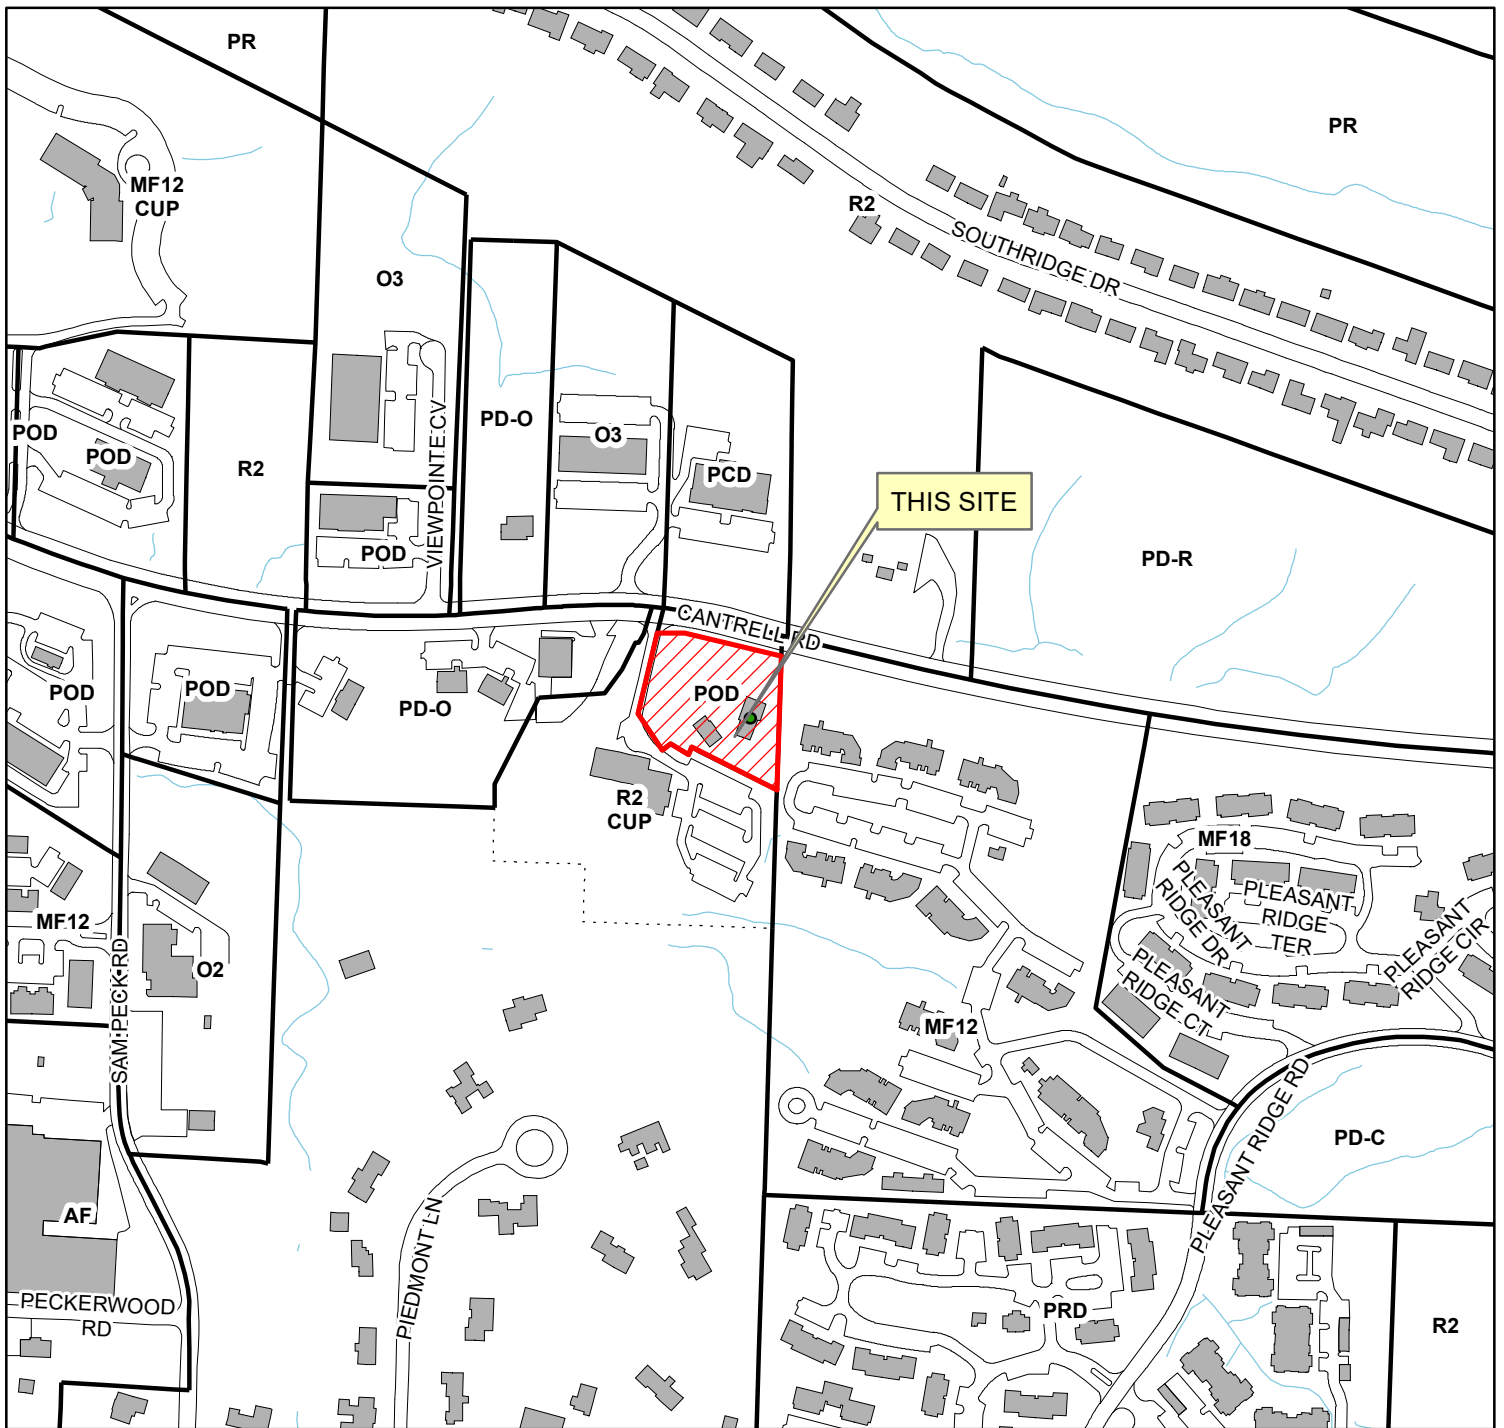 PR
PR
MF12
CUP
R2
SOUTHRIDGE DR
O3
PD-O
O3
POD
POD
R2
PCD
THIS SITE
VIEWPOINTE CV
POD
PD-R
CANTRELL RD
POD
POD
PD-O
POD
R2
CUP
MF18
PLEASANT
RIDGE DR
PLEASANT
RIDGE
TER
PLEASANT
RIDGE CIR
PLEASANT
RIDGE CT
MF12
O2
SAM PECK RD
MF12
PLEASANT RIDGE RD
PD-C
AF
PIEDMONT LN
PECKERWOOD
RD
PRD
R2